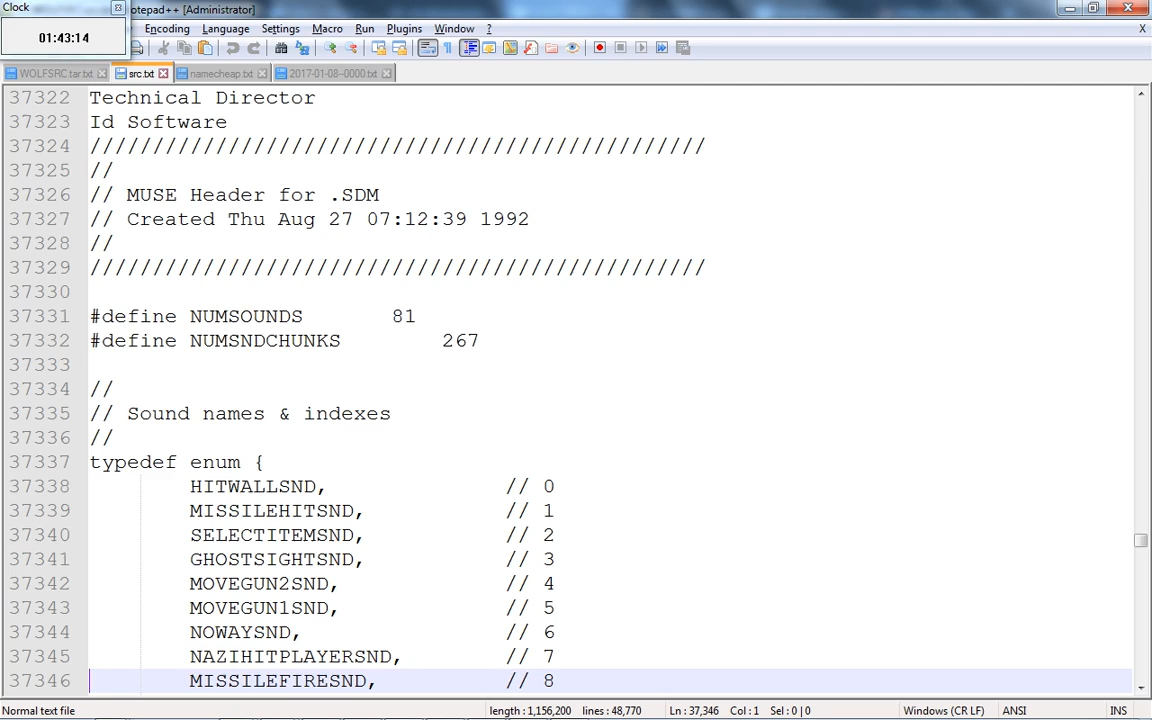 Clock
01:43:14
otepad++ [Administrator]
Encoding Language Settings Macro Run Plugins Window ? X
WOLFSRC.tar.txt src.txt namecheap.txt 2017-01-08--0000.txt
37322 Technical Director
37323 Id Software
37324 /////////////////////////////////////////////////
37325 //
37326 // MUSE Header for .SDM
37327 // Created Thu Aug 27 07:12:39 1992
37328 //
37329 /////////////////////////////////////////////////
37330
37331 #define NUMSOUNDS 81
37332 #define NUMSNDCHUNKS 267
37333
37334 //
37335 // Sound names & indexes
37336 //
37337 typedef enum {
37338 HITWALLSND, // 0
37339 MISSILEHITSND, // 1
37340 SELECTITEMSND, // 2
37341 GHOSTSIGHTSND, // 3
37342 MOVEGUN2SND, // 4
37343 MOVEGUN1SND, // 5
37344 NOWAYSND, // 6
37345 NAZIHITPLAYERSND, // 7
37346 MISSILEFIRESND, // 8
Normal text file length : 1,156,200 lines : 48,770 Ln : 37,346 Col : 1 Sel : 0 | 0 Windows (CR LF) ANSI INS